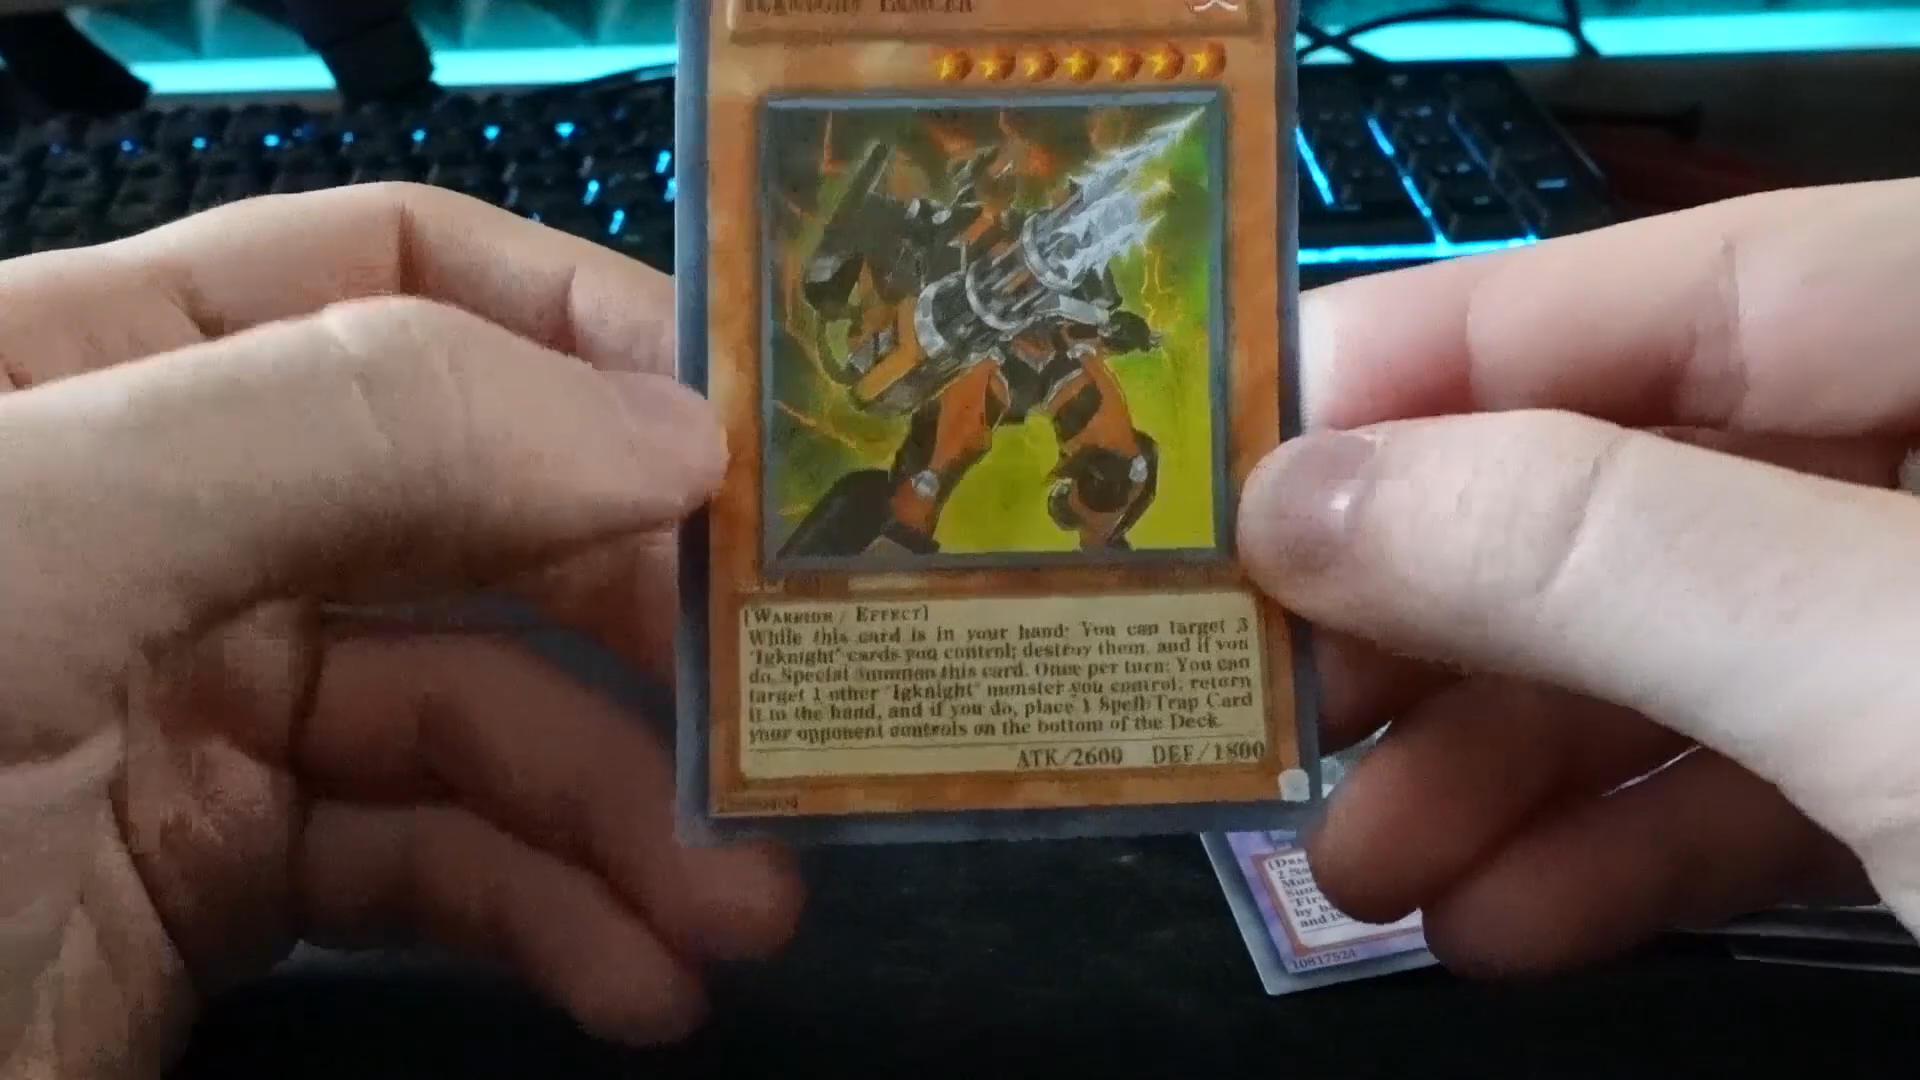 IGKNIGHT LANCER
[WARRIOR / EFFECT]
While this card is in your hand: You can target 3
"Igknight" cards you control; destroy them, and if you
do, Special Summon this card. Once per turn: You can
target 1 other "Igknight" monster you control; return
it to the hand, and if you do, place 1 Spell/Trap Card
your opponent controls on the bottom of the Deck.
ATK/2600 DEF/1800
and
10817524